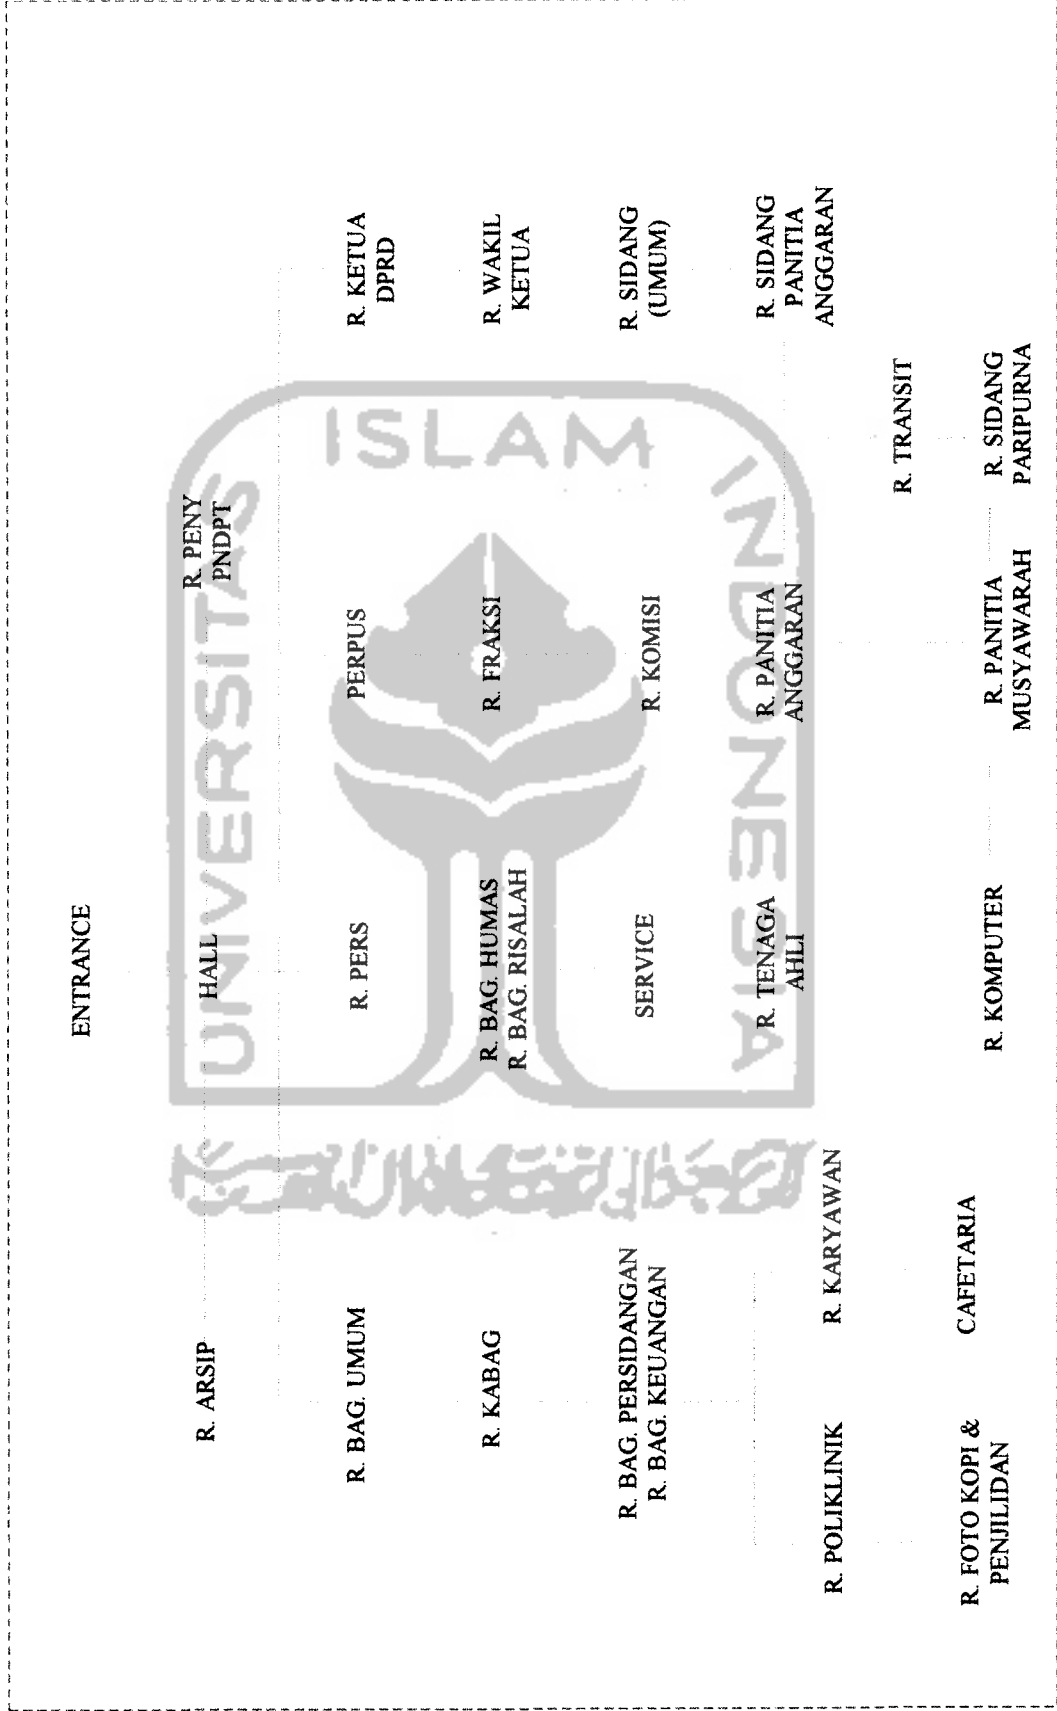 ENTRANCE
R. ARSIP
HALL
R. PENY
PNDPT
R. BAG. UMUM
R. PERS
PERPUS
R. KETUA
DPRD
R. KABAG
R. BAG. HUMAS
R. BAG. RISALAH
R. FRAKSI
R. WAKIL
KETUA
R. BAG. PERSIDANGAN
R. BAG. KEUANGAN
SERVICE
R. KOMISI
R. SIDANG
(UMUM)
R. TENAGA
AHLI
R. PANITIA
ANGGARAN
R. SIDANG
PANITIA
ANGGARAN
R. POLIKLINIK
R. KARYAWAN
R. TRANSIT
R. FOTO KOPI &
PENJILIDAN
CAFETARIA
R. KOMPUTER
R. PANITIA
MUSYAWARAH
R. SIDANG
PARIPURNA
UNIVERSITAS
ISLAM
INDONESIA